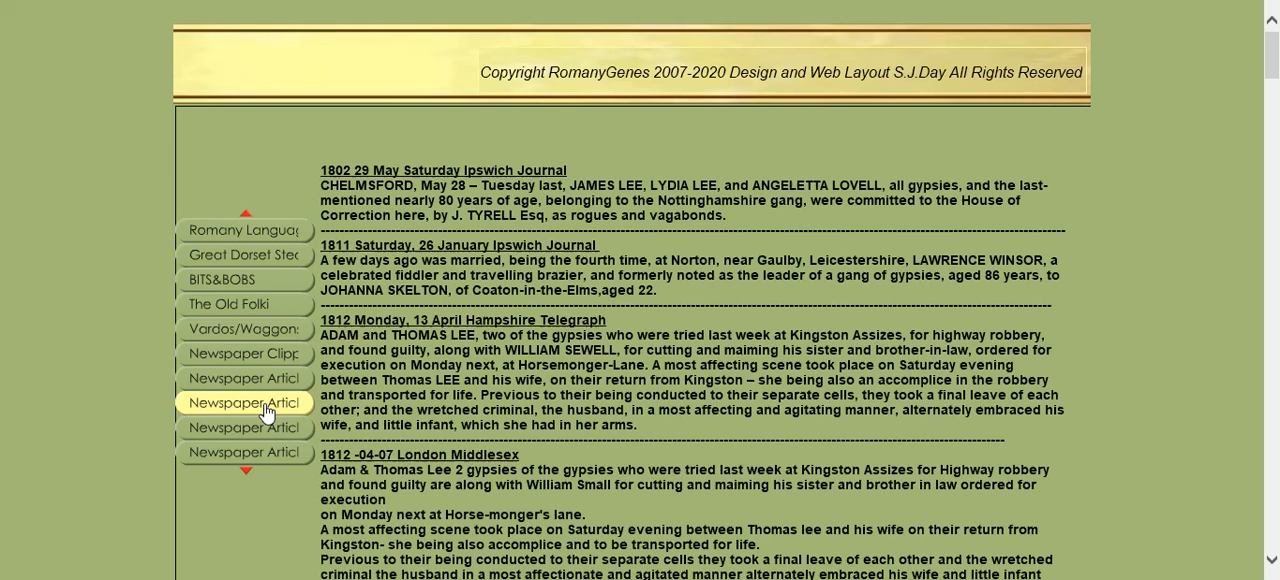 Copyright RomanyGenes 2007-2020 Design and Web Layout S.J.Day All Rights Reserved
Romany Languag
Great Dorset Stea
BITS&BOBS
The Old Folki
Vardos/Waggons
Newspaper Clipp
Newspaper Articl
Newspaper Articl
Newspaper Articl
Newspaper Articl
1802 29 May Saturday Ipswich Journal
CHELMSFORD, May 28 – Tuesday last, JAMES LEE, LYDIA LEE, and ANGELETTA LOVELL, all gypsies, and the last-
mentioned nearly 80 years of age, belonging to the Nottinghamshire gang, were committed to the House of
Correction here, by J. TYRELL Esq, as rogues and vagabonds.
1811 Saturday, 26 January Ipswich Journal
A few days ago was married, being the fourth time, at Norton, near Gaulby, Leicestershire, LAWRENCE WINSOR, a
celebrated fiddler and travelling brazier, and formerly noted as the leader of a gang of gypsies, aged 86 years, to
JOHANNA SKELTON, of Coaton-in-the-Elms,aged 22.
1812 Monday, 13 April Hampshire Telegraph
ADAM and THOMAS LEE, two of the gypsies who were tried last week at Kingston Assizes, for highway robbery,
and found guilty, along with WILLIAM SEWELL, for cutting and maiming his sister and brother-in-law, ordered for
execution on Monday next, at Horsemonger-Lane. A most affecting scene took place on Saturday evening
between Thomas LEE and his wife, on their return from Kingston – she being also an accomplice in the robbery
and transported for life. Previous to their being conducted to their separate cells, they took a final leave of each
other; and the wretched criminal, the husband, in a most affecting and agitating manner, alternately embraced his
wife, and little infant, which she had in her arms.
1812 -04-07 London Middlesex
Adam & Thomas Lee 2 gypsies of the gypsies who were tried last week at Kingston Assizes for Highway robbery
and found guilty are along with William Small for cutting and maiming his sister and brother in law ordered for
execution
on Monday next at Horse-monger's lane.
A most affecting scene took place on Saturday evening between Thomas lee and his wife on their return from
Kingston- she being also accomplice and to be transported for life.
Previous to their being conducted to their separate cells they took a final leave of each other and the wretched
criminal the husband in a most affectionate and agitated manner alternately embraced his wife and little infant